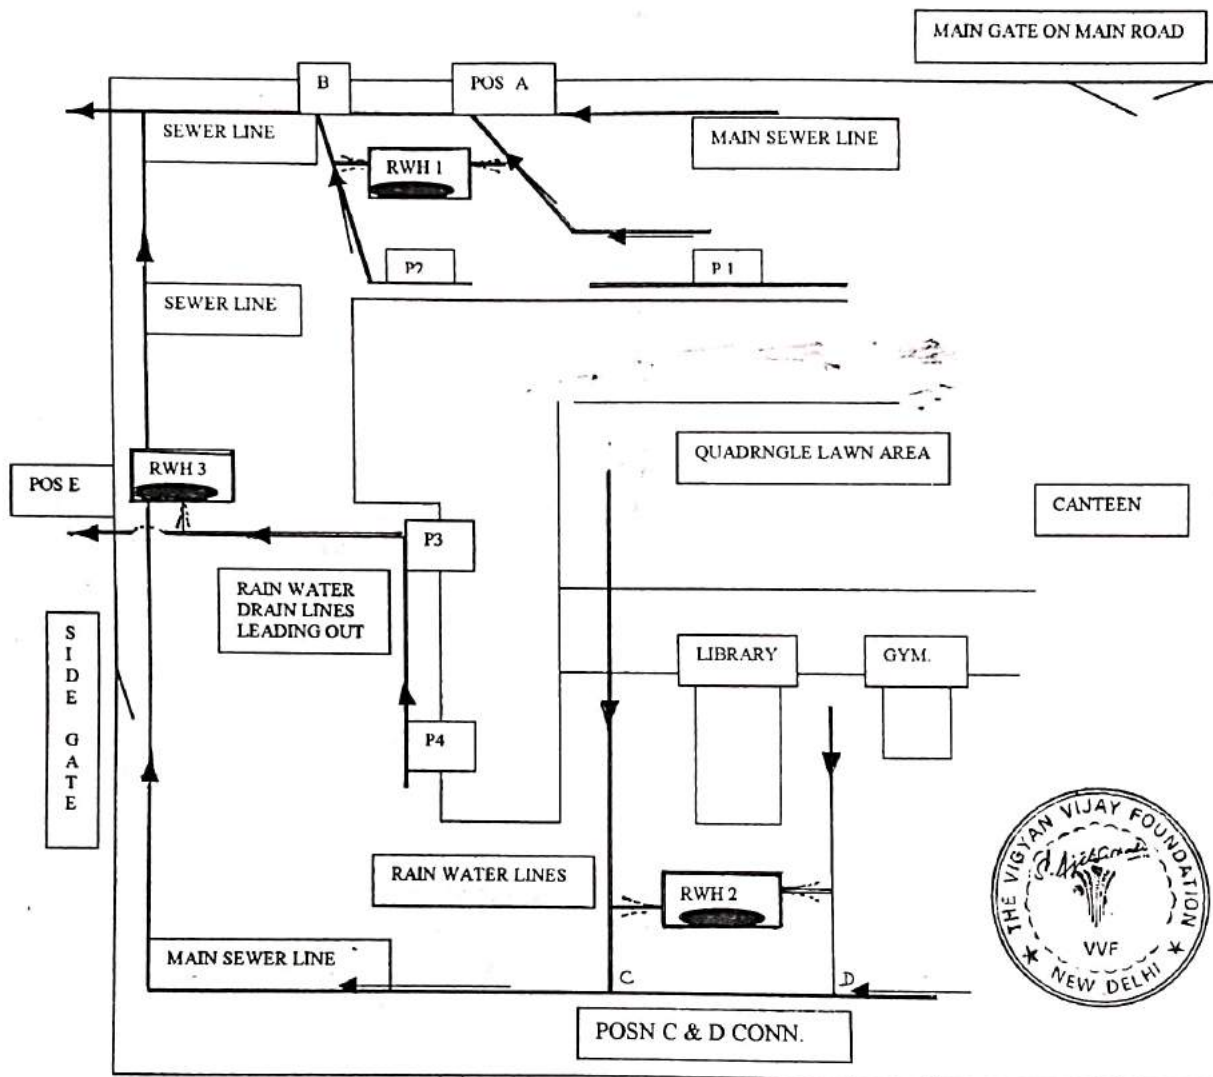 MAIN GATE ON MAIN ROAD
B
POS A
SEWER LINE
MAIN SEWER LINE
RWH 1
P2
P 1
SEWER LINE
QUADRNGLE LAWN AREA
RWH 3
POS E
CANTEEN
P3
RAIN WATER
DRAIN LINES
LEADING OUT
SIDE GATE
LIBRARY
GYM.
P4
RAIN WATER LINES
RWH 2
MAIN SEWER LINE
C
D
POSN C & D CONN.
THE VIGYAN VIJAY FOUNDATION
VVF
NEW DELHI